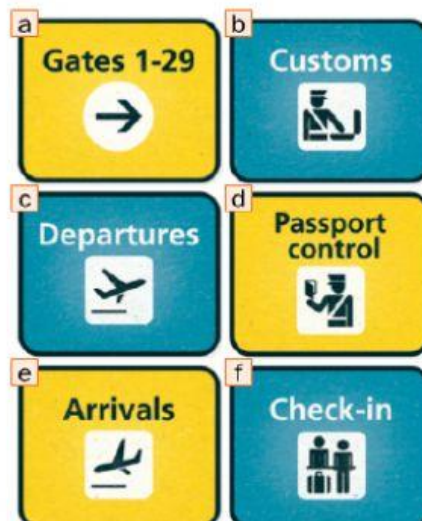 a
Gates 1-29
b
Customs
c
Departures
d
Passport
control
e
Arrivals
f
Check-in